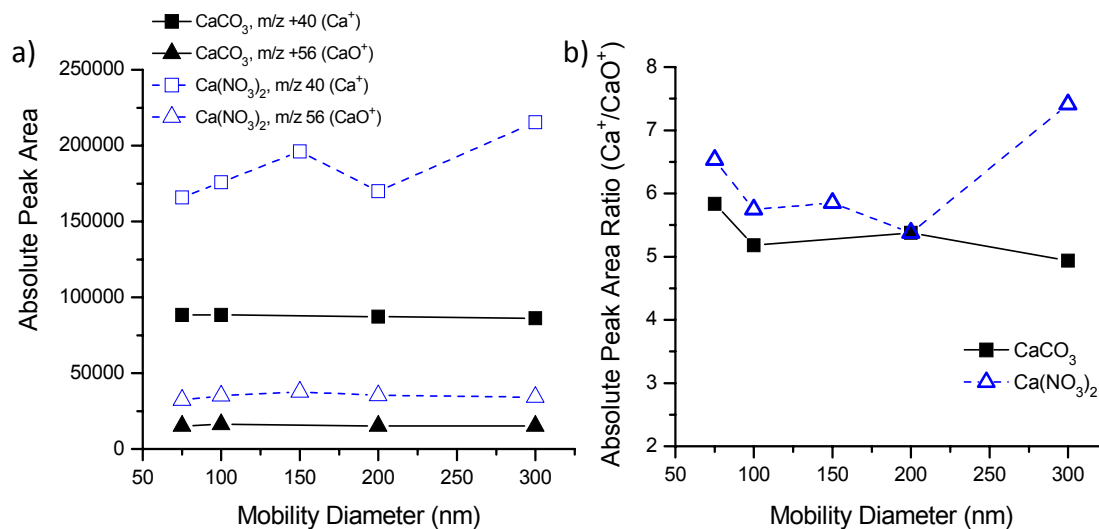 a)
CaCO₃, m/z +40 (Ca⁺)
CaCO₃, m/z +56 (CaO⁺)
Ca(NO₃)₂, m/z 40 (Ca⁺)
Ca(NO₃)₂, m/z 56 (CaO⁺)
Absolute Peak Area
250000
200000
150000
100000
50000
0
50
100
150
200
250
300
Mobility Diameter (nm)
b)
Absolute Peak Area Ratio (Ca⁺/CaO⁺)
8
7
6
5
4
3
2
CaCO₃
Ca(NO₃)₂
50
100
150
200
250
300
Mobility Diameter (nm)